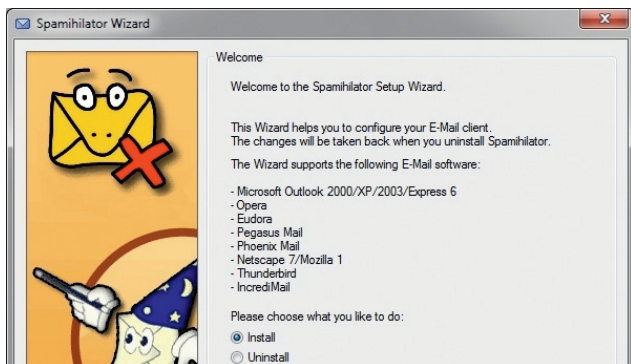 Spamihilator Wizard
Welcome
Welcome to the Spamihilator Setup Wizard.
This Wizard helps you to configure your E-Mail client.
The changes will be taken back when you uninstall Spamihilator.
The Wizard supports the following E-Mail software:
- Microsoft Outlook 2000/XP/2003/Express 6
- Opera
- Eudora
- Pegasus Mail
- Phoenix Mail
- Netscape 7/Mozilla 1
- Thunderbird
- IncrediMail
Please choose what you like to do:
Install
Uninstall